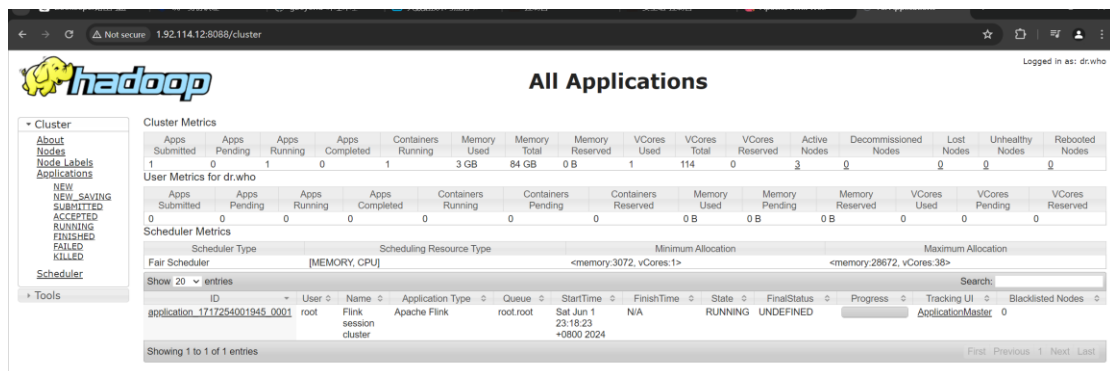 Not secure 1.92.114.12:8088/cluster
Logged in as: dr.who
hadoop
All Applications
Cluster
About
Nodes
Node Labels
Applications
NEW
NEW_SAVING
SUBMITTED
ACCEPTED
RUNNING
FINISHED
FAILED
KILLED
Scheduler
Tools
Cluster Metrics
Apps Submitted Apps Pending Apps Running Apps Completed Containers Running Memory Used Memory Total Memory Reserved VCores Used VCores Total VCores Reserved Active Nodes Decommissioned Nodes Lost Nodes Unhealthy Nodes Rebooted Nodes
1 0 1 0 1 3 GB 84 GB 0 B 1 114 0 3 0 0 0 0
User Metrics for dr.who
Apps Submitted Apps Pending Apps Running Apps Completed Containers Running Containers Pending Containers Reserved Memory Used Memory Pending Memory Reserved VCores Used VCores Pending VCores Reserved
0 0 0 0 0 0 0 0 B 0 B 0 B 0 0 0
Scheduler Metrics
Scheduler Type Scheduling Resource Type Minimum Allocation Maximum Allocation
Fair Scheduler [MEMORY, CPU] <memory:3072, vCores:1> <memory:28672, vCores:38>
Show 20 entries Search:
ID User Name Application Type Queue StartTime FinishTime State FinalStatus Progress Tracking UI Blacklisted Nodes
application_1717254001945_0001 root Flink session cluster Apache Flink root.root Sat Jun 1 23:18:23 +0800 2024 N/A RUNNING UNDEFINED ApplicationMaster 0
Showing 1 to 1 of 1 entries First Previous 1 Next Last